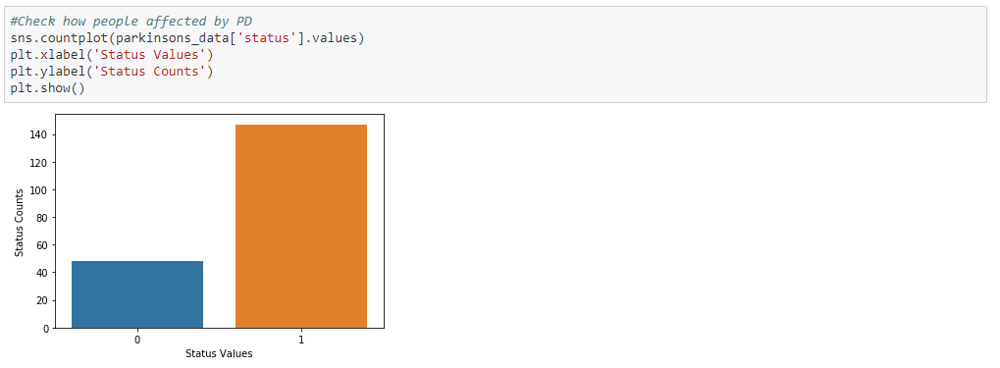 #Check how people affected by PD
sns.countplot(parkinsons_data['status'].values)
plt.xlabel('Status Values')
plt.ylabel('Status Counts')
plt.show()
140
120
100
80
60
40
20
0
Status Counts
0 1
Status Values